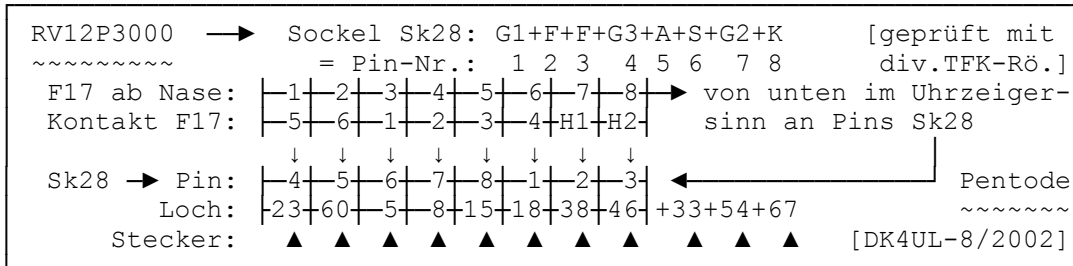 RV12P3000 ──► Sockel Sk28: G1+F+F+G3+A+S+G2+K [geprüft mit
~~~~~~~~~ = Pin-Nr.: 1 2 3 4 5 6 7 8 div.TFK-Rö.]
F17 ab Nase: ├─1┼─2┼─3┼─4┼─5┼─6┼─7┼─8┼─► von unten im Uhrzeiger-
Kontakt F17: ├─5┼─6┼─1┼─2┼─3┼─4┼H1┼H2┤ sinn an Pins Sk28
↓ ↓ ↓ ↓ ↓ ↓ ↓ ↓
Sk28 ─► Pin: ├─4┼─5┼─6┼─7┼─8┼─1┼─2┼─3┤ ◄ Pentode
Loch: ├23┼60┼─5┼─8┼15┼18┼38┼46┤+33+54+67 ~~~~~~~
Stecker: ▲ ▲ ▲ ▲ ▲ ▲ ▲ ▲ ▲ ▲ ▲ [DK4UL-8/2002]